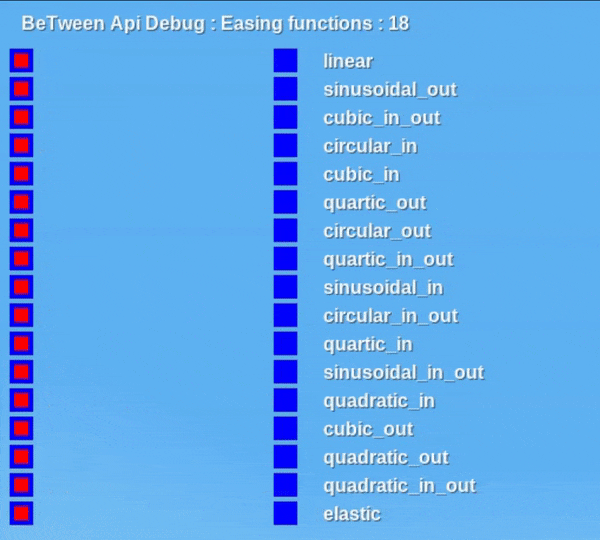 BeTween Api Debug : Easing functions : 18
linear
sinusoidal_out
cubic_in_out
circular_in
cubic_in
quartic_out
circular_out
quartic_in_out
sinusoidal_in
circular_in_out
quartic_in
sinusoidal_in_out
quadratic_in
cubic_out
quadratic_out
quadratic_in_out
elastic